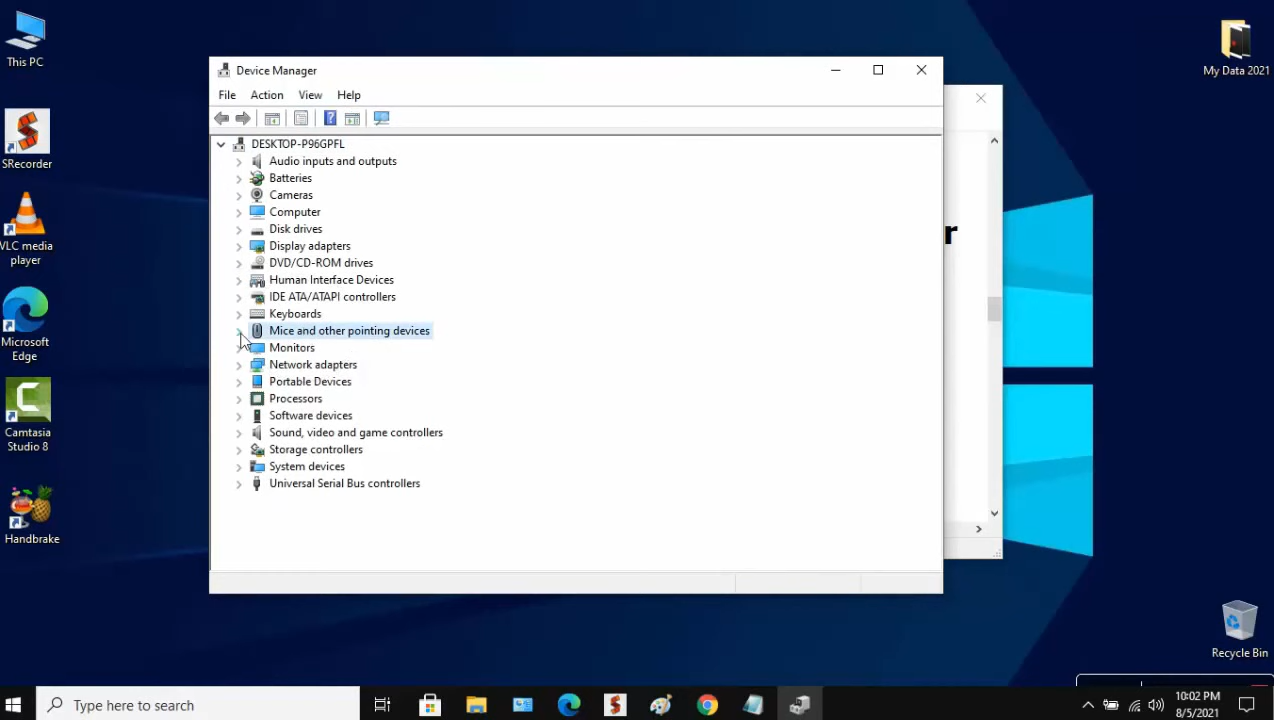 This PC
SRecorder
VLC media
player
Microsoft
Edge
Camtasia
Studio 8
Handbrake
Device Manager
File Action View Help
DESKTOP-P96GPFL
Audio inputs and outputs
Batteries
Cameras
Computer
Disk drives
Display adapters
DVD/CD-ROM drives
Human Interface Devices
IDE ATA/ATAPI controllers
Keyboards
Mice and other pointing devices
Monitors
Network adapters
Portable Devices
Processors
Software devices
Sound, video and game controllers
Storage controllers
System devices
Universal Serial Bus controllers
r
My Data 2021
Recycle Bin
Type here to search
10:02 PM
8/5/2021